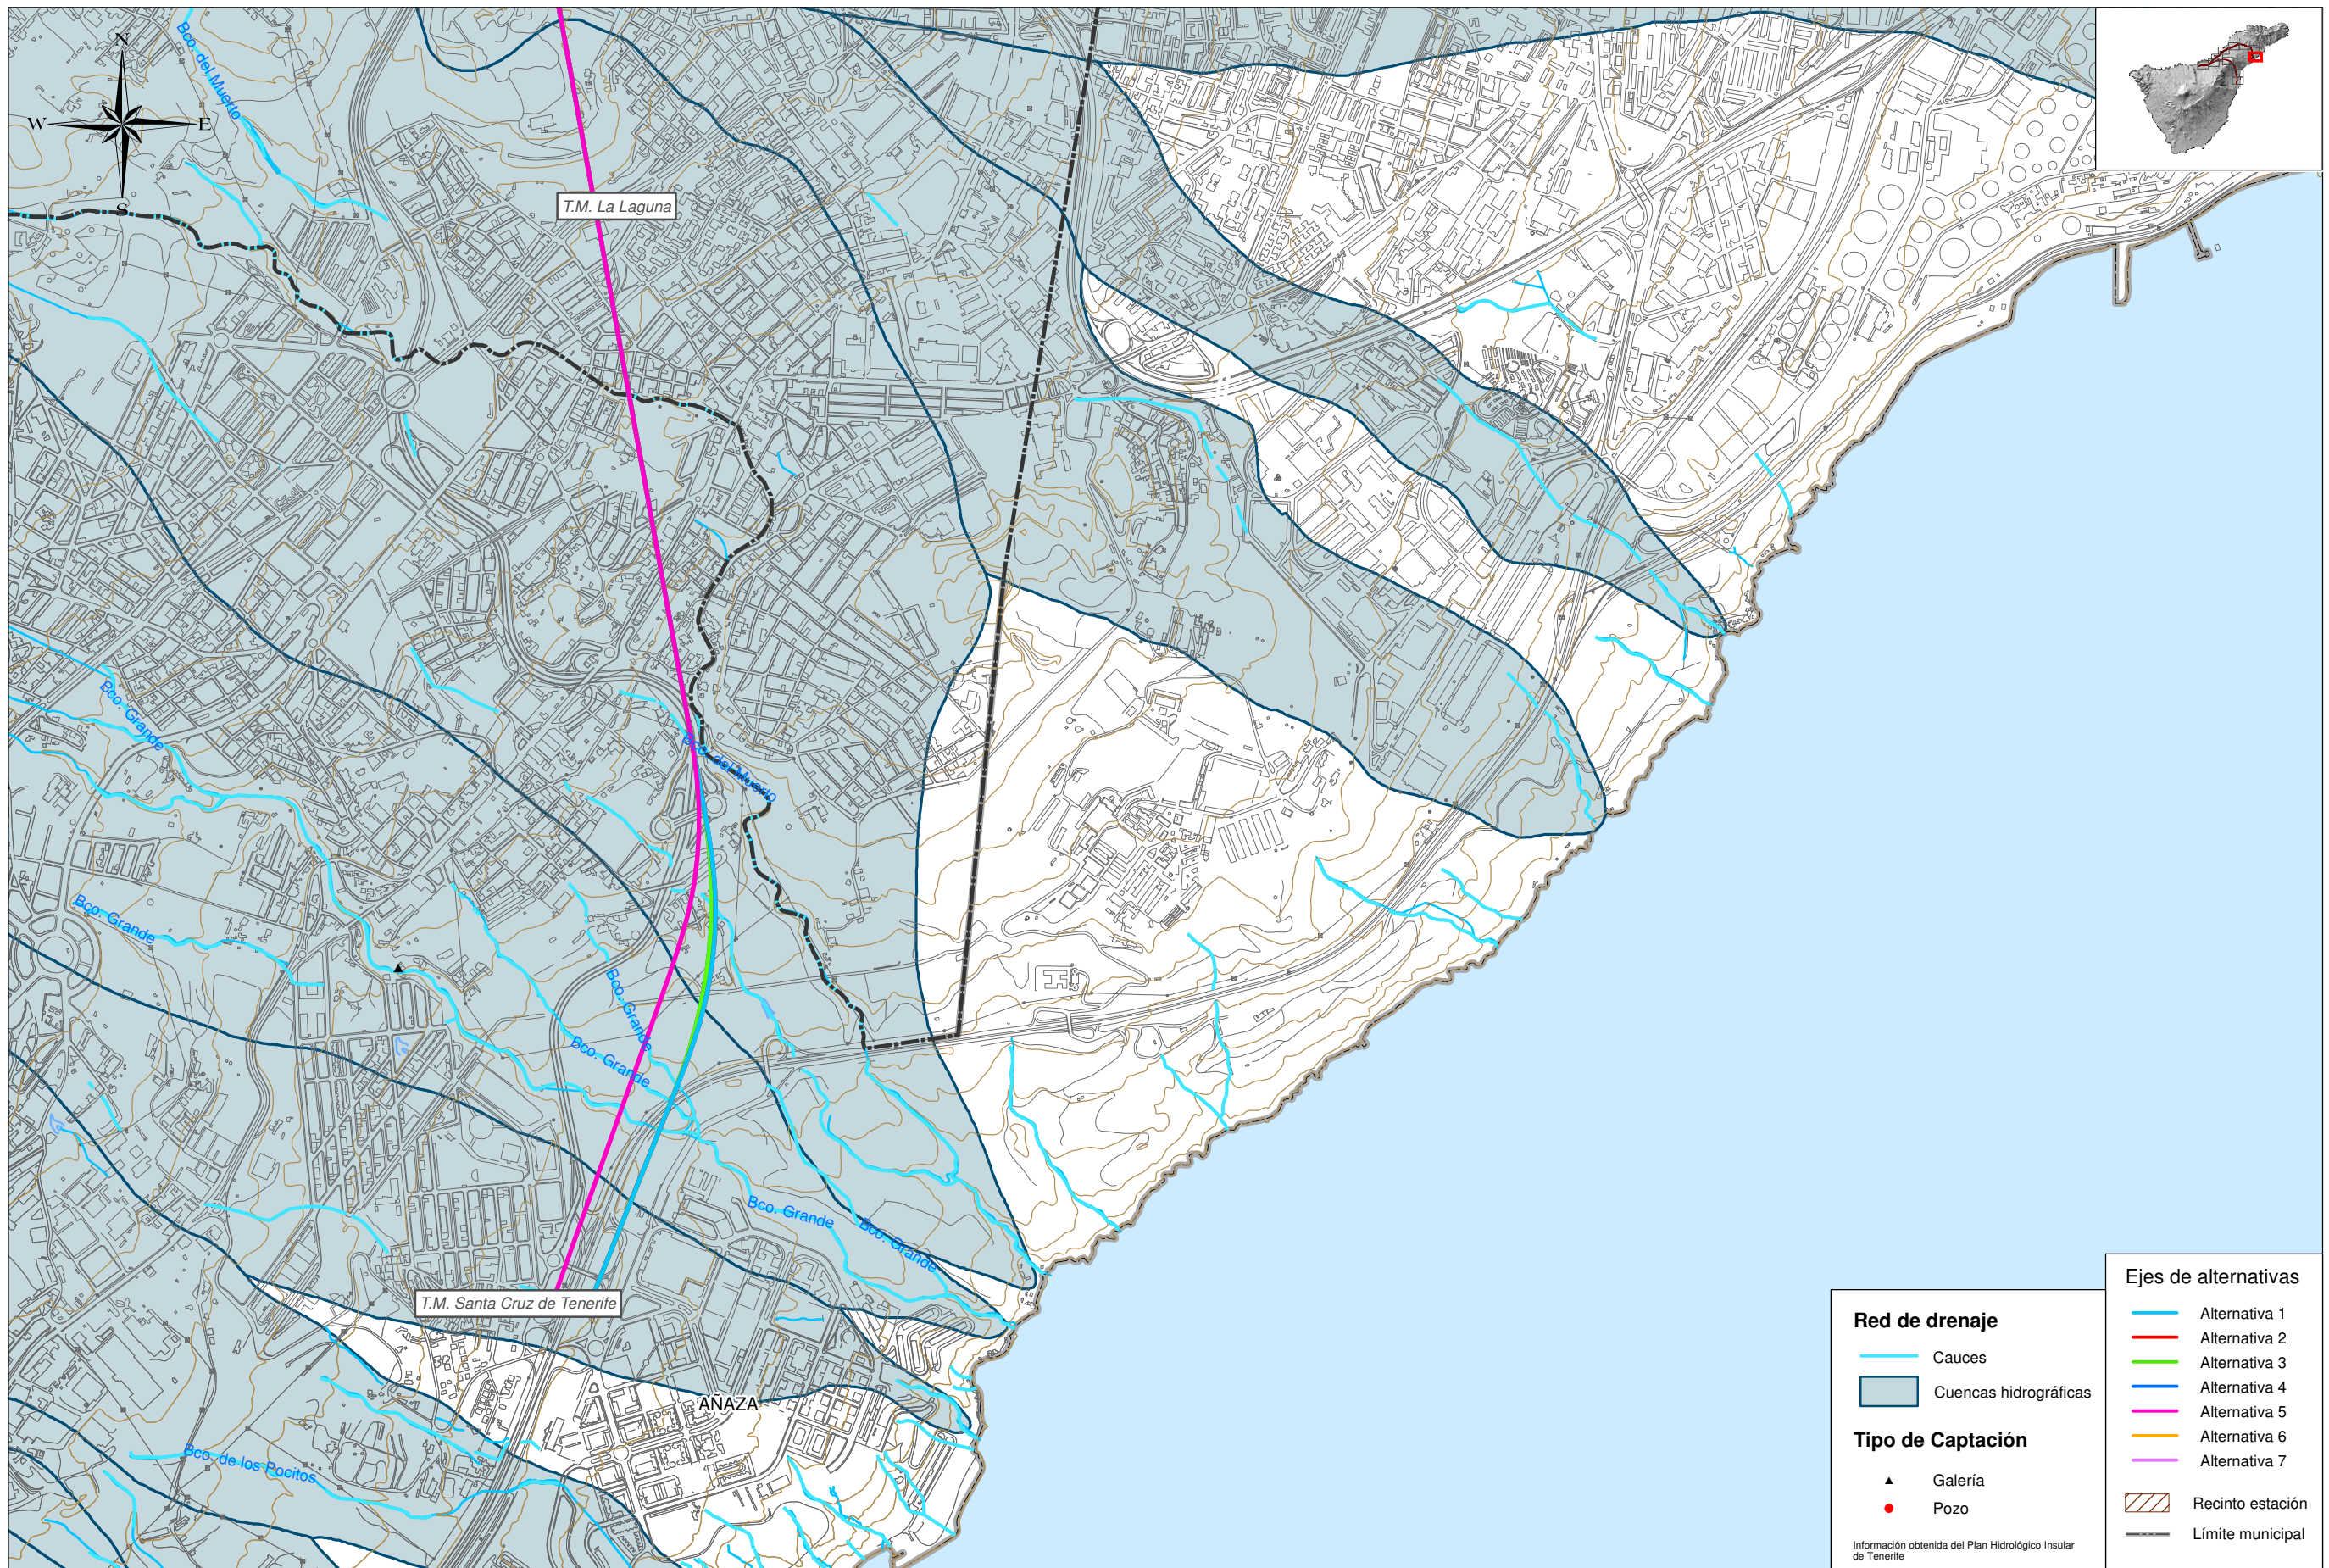 Bco. del Muerto
N
W
E
S
T.M. La Laguna
Bco. Grande
Bco. del Muerto
Bco. Grande
Bco. Grande
Bco. Grande
Bco. Grande
Bco. Grande
T.M. Santa Cruz de Tenerife
AÑAZA
Bco. de los Pocitos
Red de drenaje
Cauces
Cuencas hidrográficas
Tipo de Captación
Galería
Pozo
Información obtenida del Plan Hidrológico Insular
de Tenerife
Ejes de alternativas
Alternativa 1
Alternativa 2
Alternativa 3
Alternativa 4
Alternativa 5
Alternativa 6
Alternativa 7
Recinto estación
Límite municipal